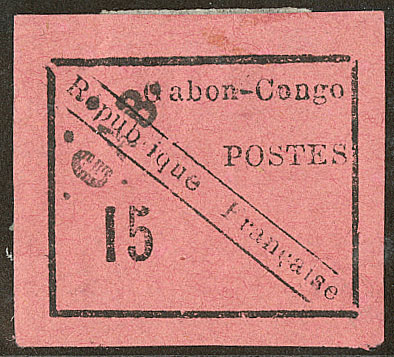 Gabon-Congo
République Française
POSTES
15